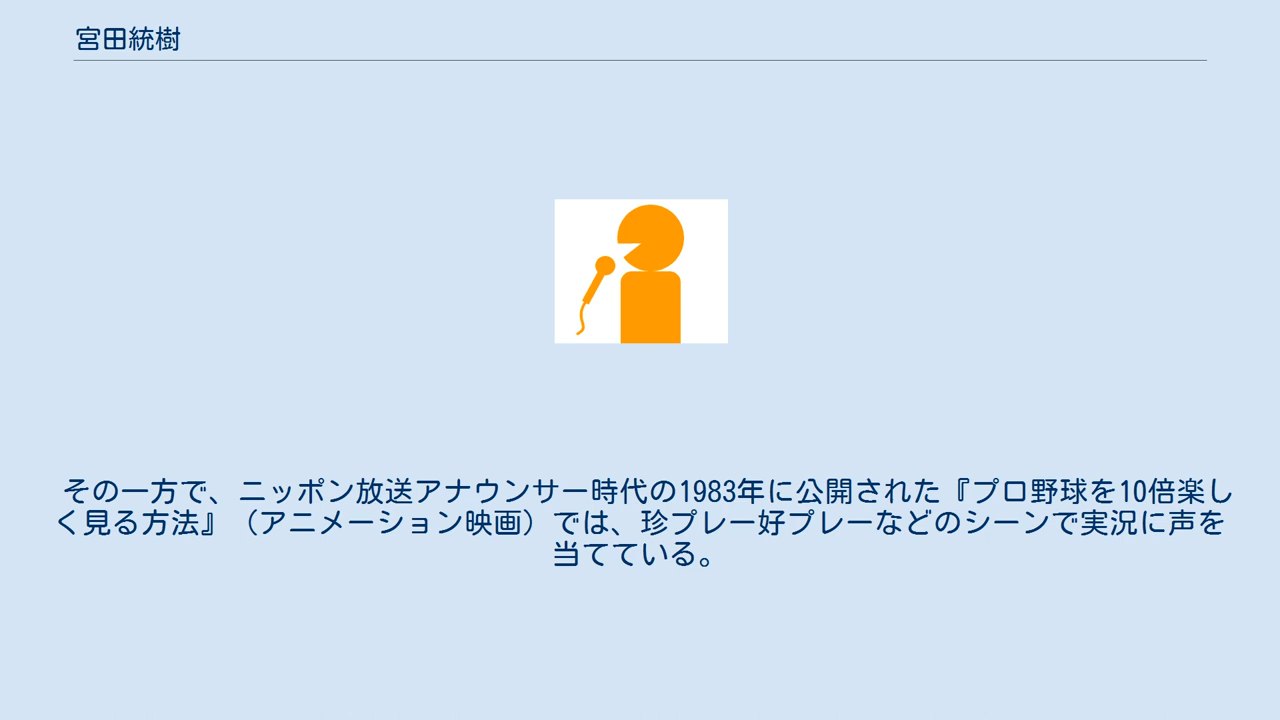 宮田統樹
その一方で、ニッポン放送アナウンサー時代の1983年に公開された『プロ野球を10倍楽し
く見る方法』（アニメーション映画）では、珍プレー好プレーなどのシーンで実況に声を
当てている。